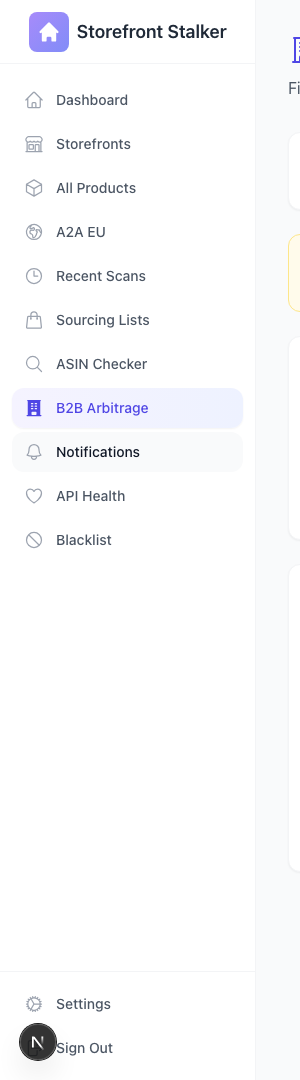 Storefront Stalker
Dashboard
Storefronts
All Products
A2A EU
Recent Scans
Sourcing Lists
ASIN Checker
B2B Arbitrage
Notifications
API Health
Blacklist
Settings
N
Sign Out
Fi